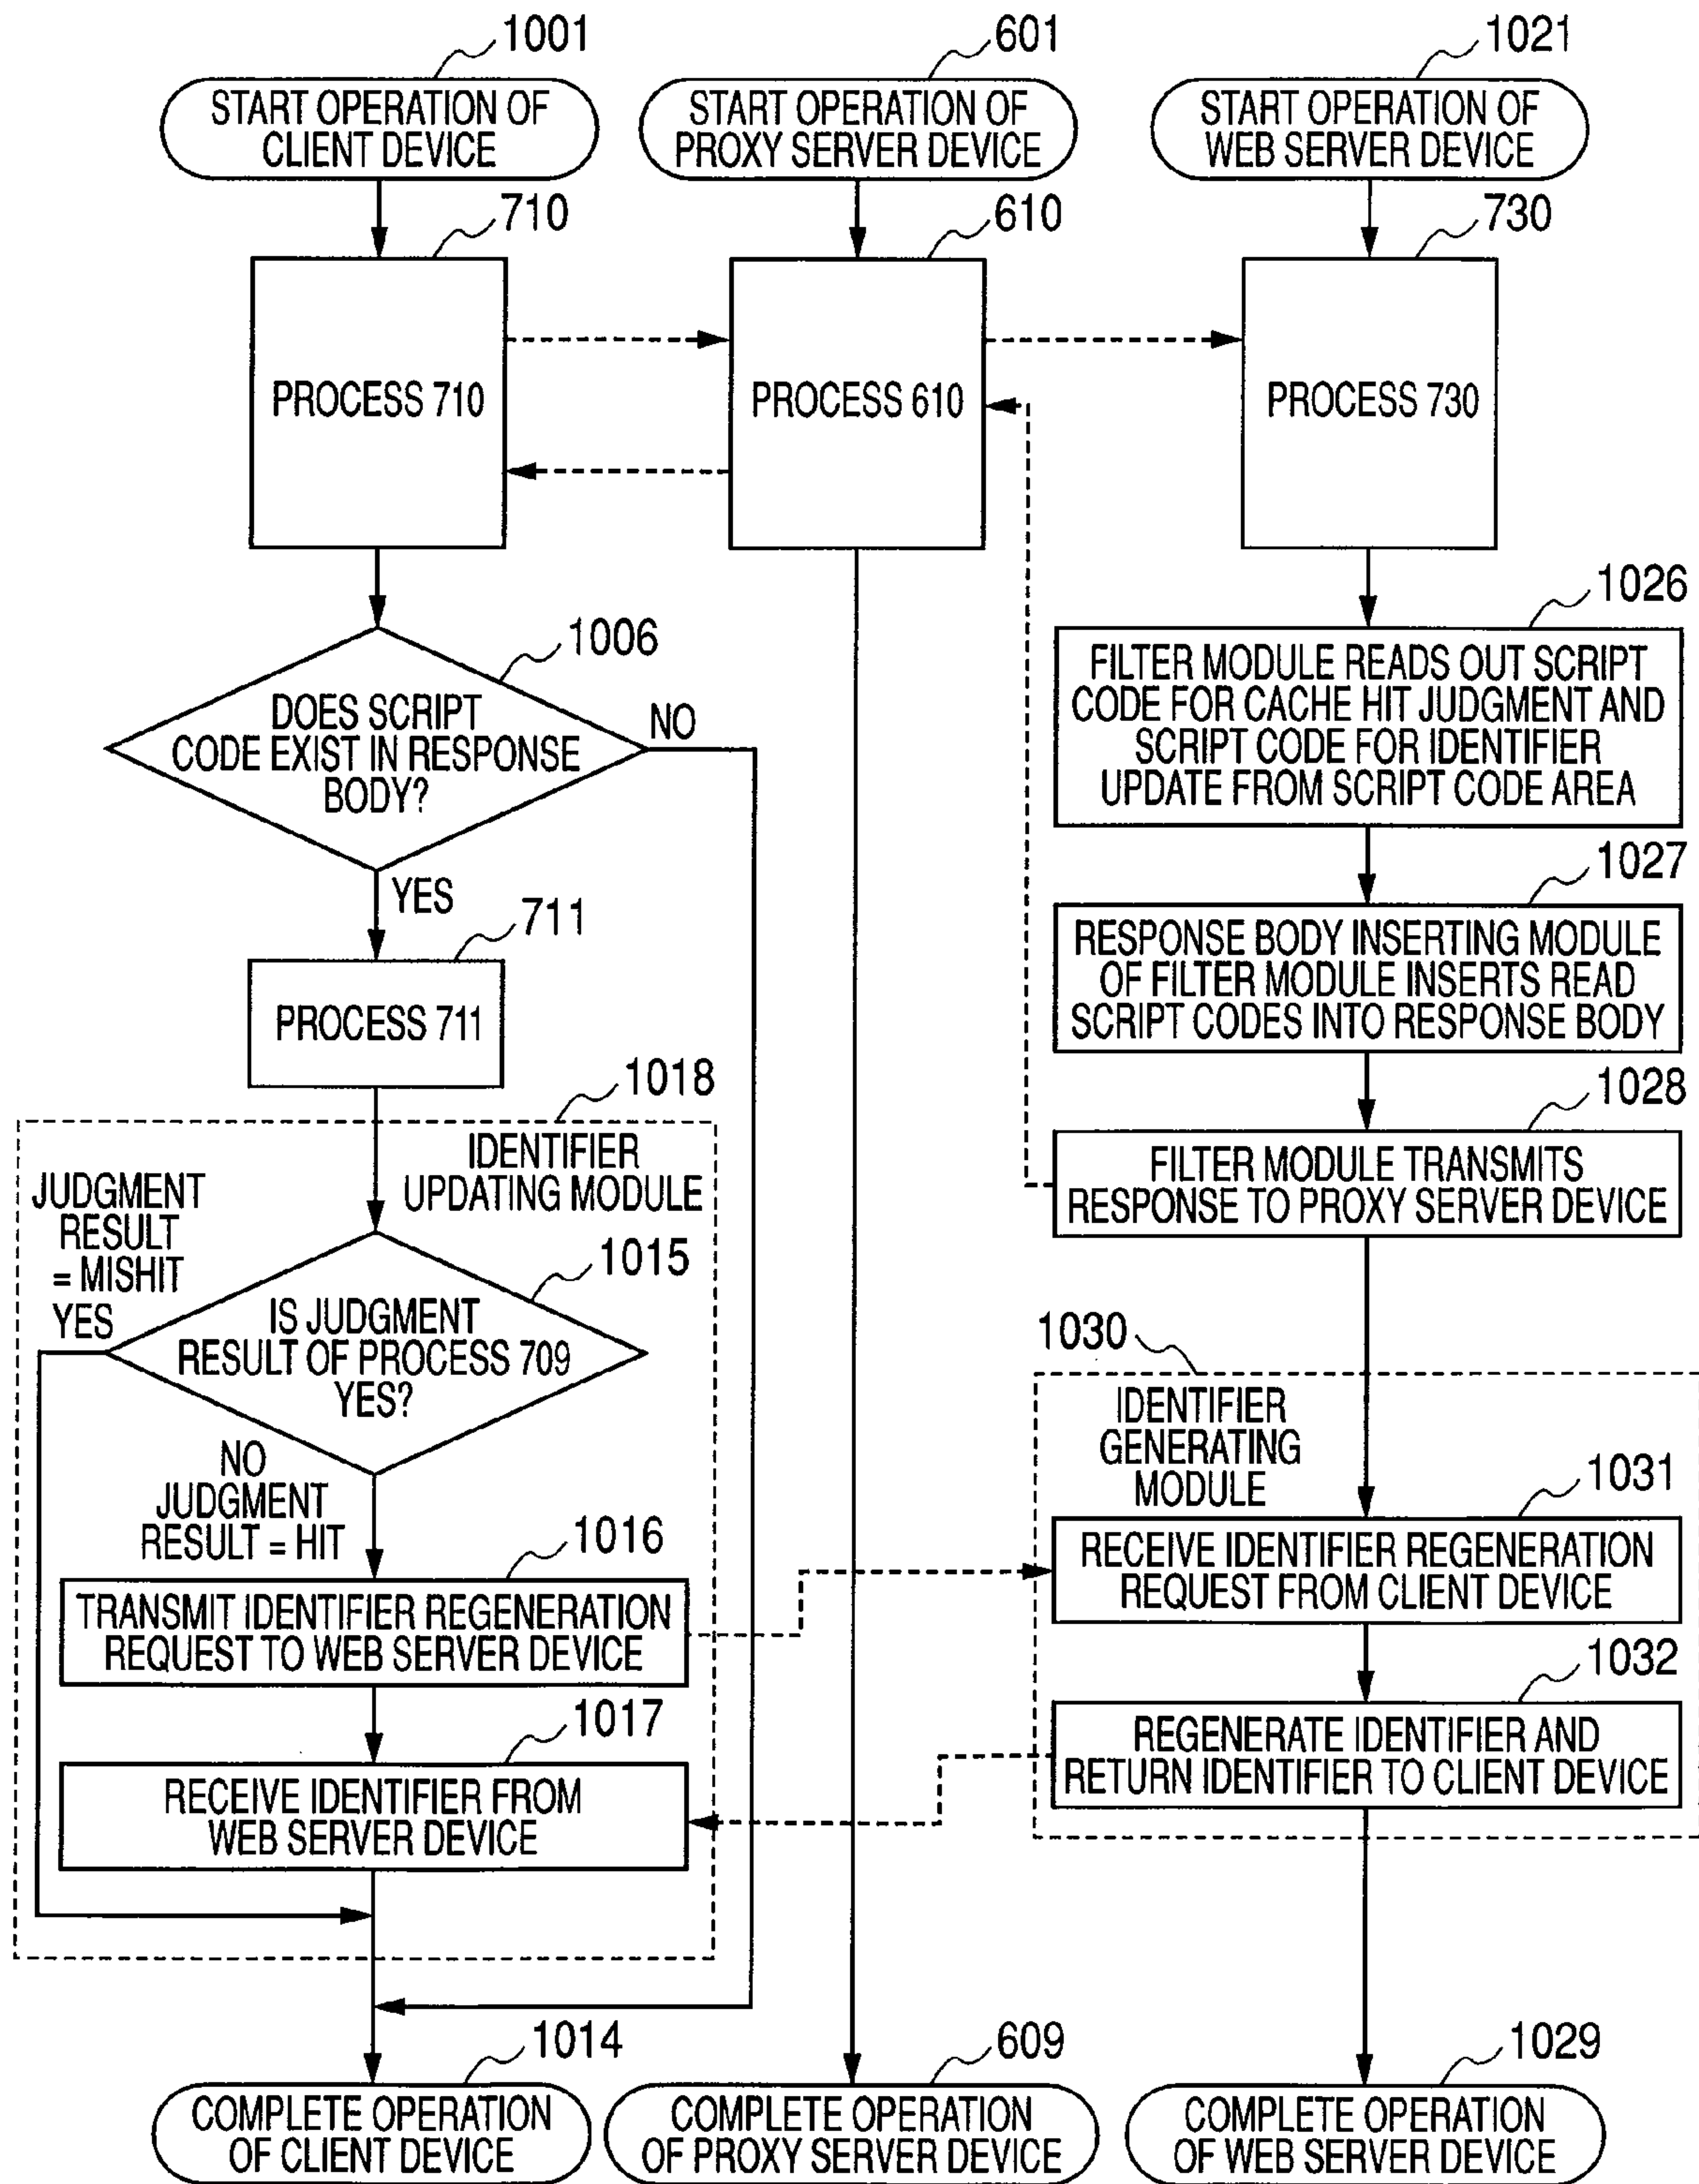 1001
601
1021
START OPERATION OF
CLIENT DEVICE
START OPERATION OF
PROXY SERVER DEVICE
START OPERATION OF
WEB SERVER DEVICE
710
610
730
PROCESS 710
PROCESS 610
PROCESS 730
1006
DOES SCRIPT
CODE EXIST IN RESPONSE
BODY?
NO
YES
1026
FILTER MODULE READS OUT SCRIPT
CODE FOR CACHE HIT JUDGMENT AND
SCRIPT CODE FOR IDENTIFIER
UPDATE FROM SCRIPT CODE AREA
711
PROCESS 711
1027
RESPONSE BODY INSERTING MODULE
OF FILTER MODULE INSERTS READ
SCRIPT CODES INTO RESPONSE BODY
1018
IDENTIFIER
UPDATING MODULE
1028
FILTER MODULE TRANSMITS
RESPONSE TO PROXY SERVER DEVICE
JUDGMENT
RESULT
= MISHIT
YES
1015
IS JUDGMENT
RESULT OF PROCESS 709
YES?
NO
JUDGMENT
RESULT = HIT
1030
IDENTIFIER
GENERATING
MODULE
1016
TRANSMIT IDENTIFIER REGENERATION
REQUEST TO WEB SERVER DEVICE
1031
RECEIVE IDENTIFIER REGENERATION
REQUEST FROM CLIENT DEVICE
1017
RECEIVE IDENTIFIER FROM
WEB SERVER DEVICE
1032
REGENERATE IDENTIFIER AND
RETURN IDENTIFIER TO CLIENT DEVICE
1014
609
1029
COMPLETE OPERATION
OF CLIENT DEVICE
COMPLETE OPERATION
OF PROXY SERVER DEVICE
COMPLETE OPERATION
OF WEB SERVER DEVICE